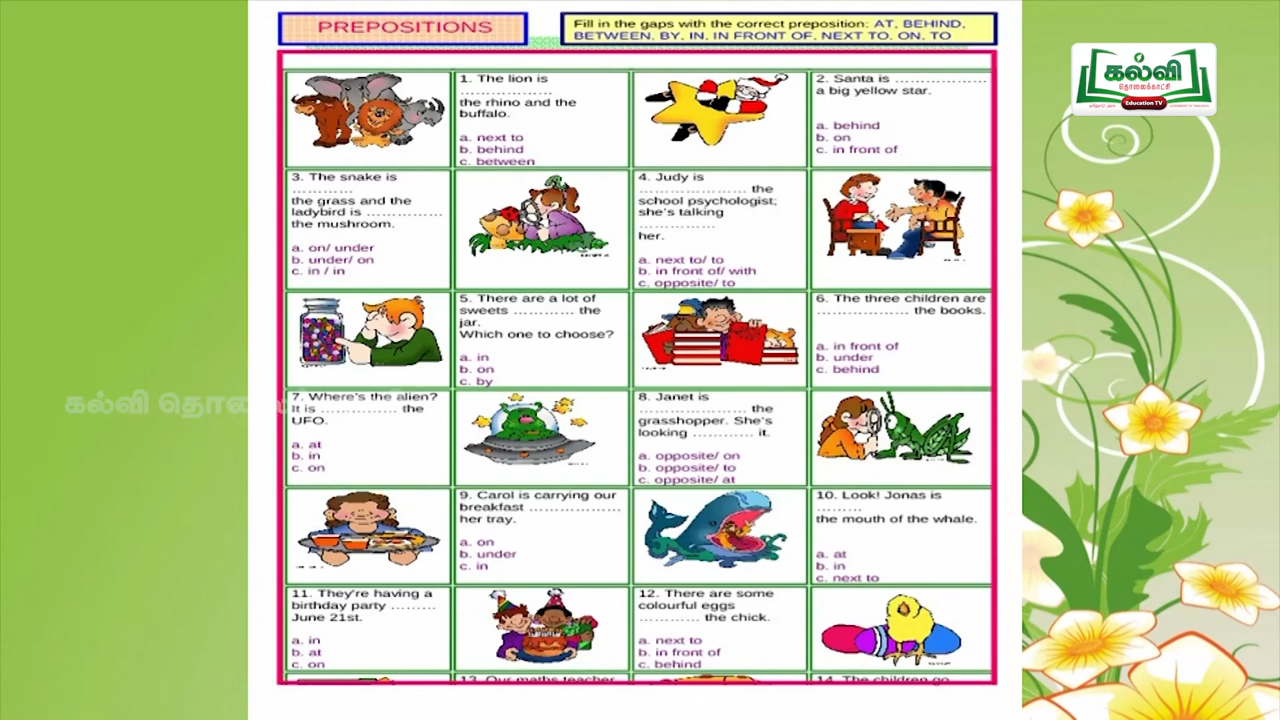 PREPOSITIONS
Fill in the gaps with the correct preposition: AT, BEHIND,
BETWEEN, BY, IN, IN FRONT OF, NEXT TO, ON, TO
கல்வி
தொலைக்காட்சி
Education TV
1. The lion is
..................
the rhino and the
buffalo.
a. next to
b. behind
c. between
2. Santa is ..................
a big yellow star.
a. behind
b. on
c. in front of
3. The snake is
............
the grass and the
ladybird is ...............
the mushroom.
a. on/ under
b. under/ on
c. in / in
4. Judy is
..................... the
school psychologist;
she's talking
...............
her.
a. next to/ to
b. in front of/ with
c. opposite/ to
5. There are a lot of
sweets ............ the
jar.
Which one to choose?
a. in
b. on
c. by
6. The three children are
.................. the books.
a. in front of
b. under
c. behind
7. Where's the alien?
It is ............... the
UFO.
a. at
b. in
c. on
8. Janet is
..................... the
grasshopper. She's
looking ............ it.
a. opposite/ on
b. opposite/ to
c. opposite/ at
9. Carol is carrying our
breakfast ..................
her tray.
a. on
b. under
c. in
10. Look! Jonas is
.........
the mouth of the whale.
a. at
b. in
c. next to
11. They're having a
birthday party .........
June 21st.
a. in
b. at
c. on
12. There are some
colourful eggs
............ the chick.
a. next to
b. in front of
c. behind
13. Our maths teacher
14. The children go